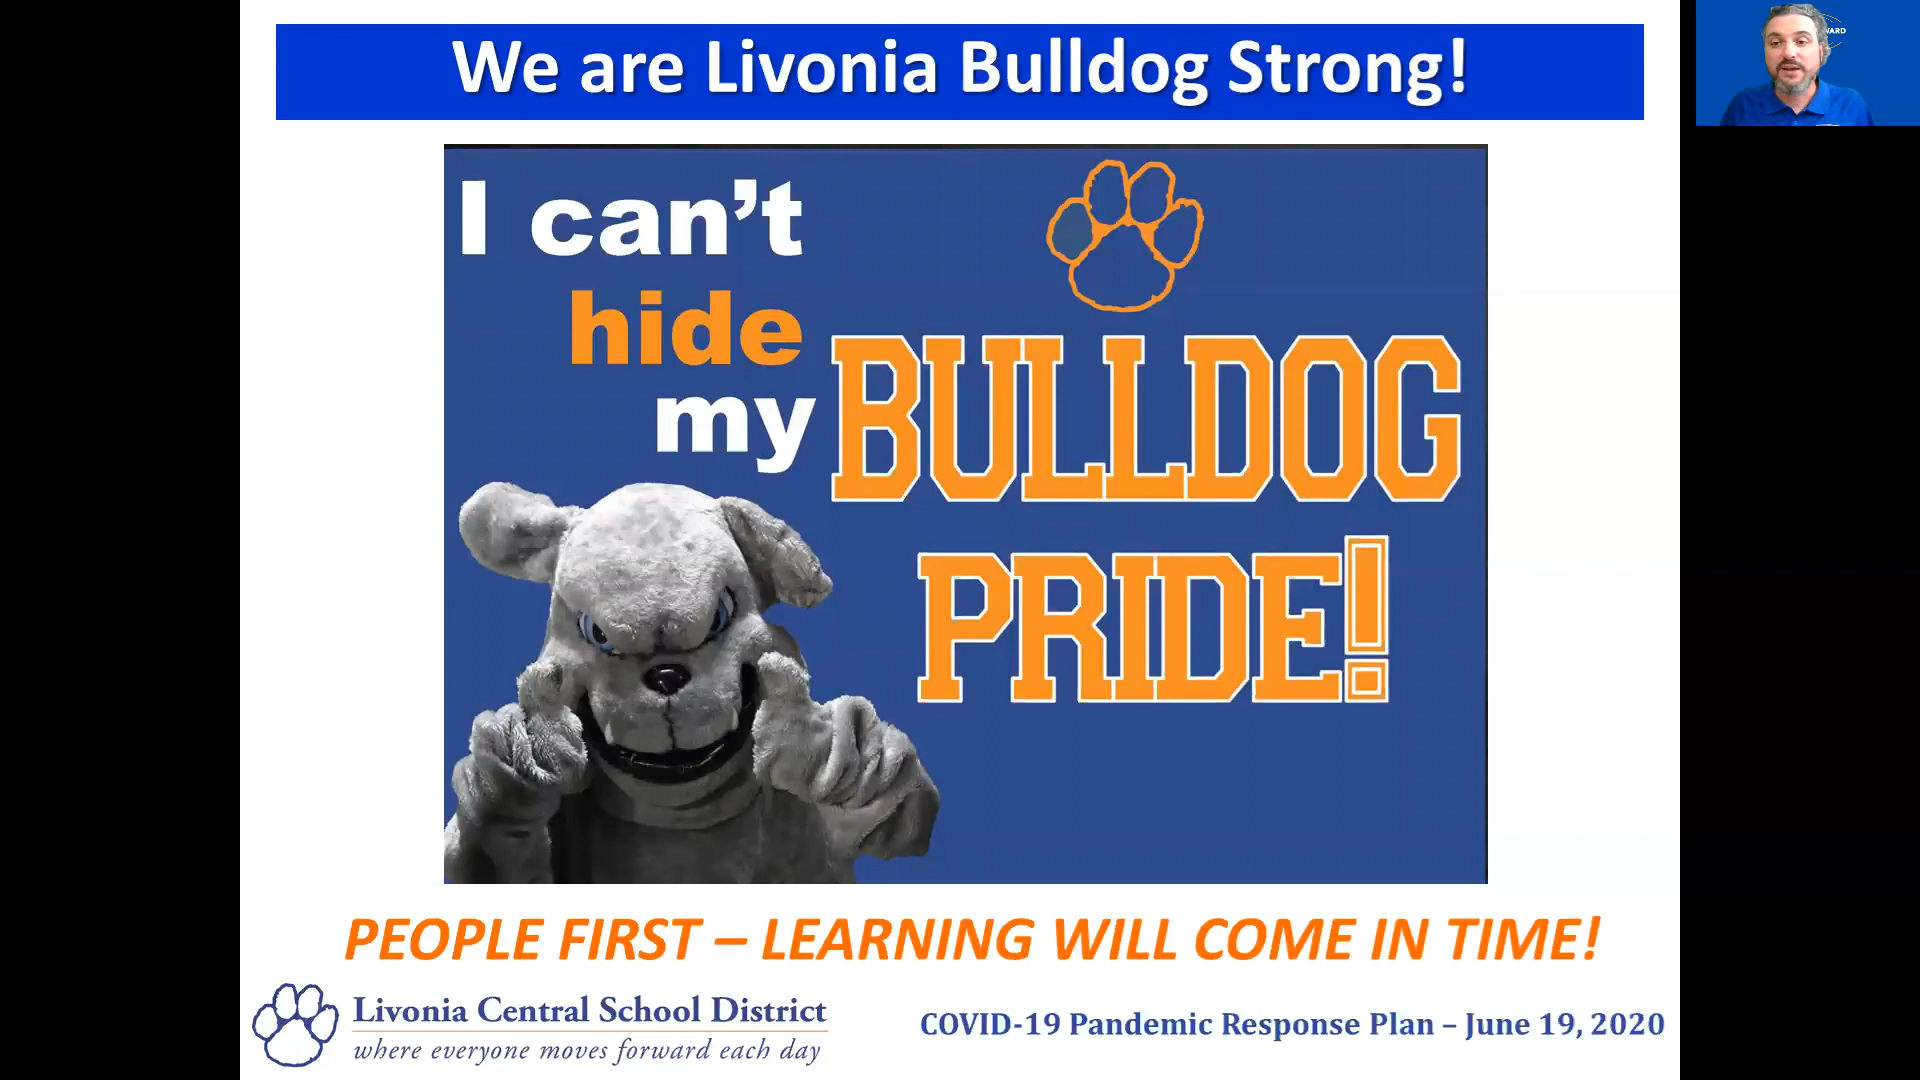 We are Livonia Bulldog Strong!
I can't
hide
my
BULLDOG
PRIDE!
PEOPLE FIRST – LEARNING WILL COME IN TIME!
Livonia Central School District
where everyone moves forward each day
COVID-19 Pandemic Response Plan – June 19, 2020